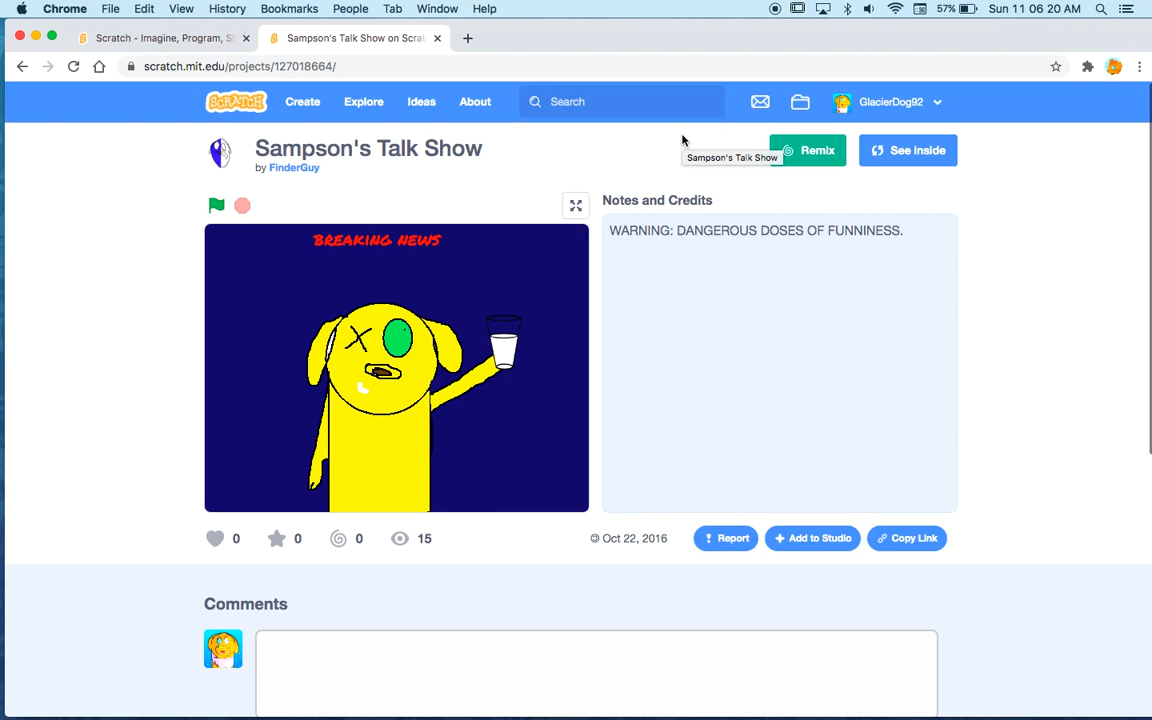 Chrome File Edit View History Bookmarks People Tab Window Help 57% Sun 11 06 20 AM
Scratch - Imagine, Program, S Sampson's Talk Show on Scra
scratch.mit.edu/projects/127018664/
SCRATCH Create Explore Ideas About Search GlacierDog92
Sampson's Talk Show
by FinderGuy
Sampson's Talk Show
Remix See inside
Notes and Credits
WARNING: DANGEROUS DOSES OF FUNNINESS.
BREAKING NEWS
0 0 0 15 © Oct 22, 2016 Report Add to Studio Copy Link
Comments